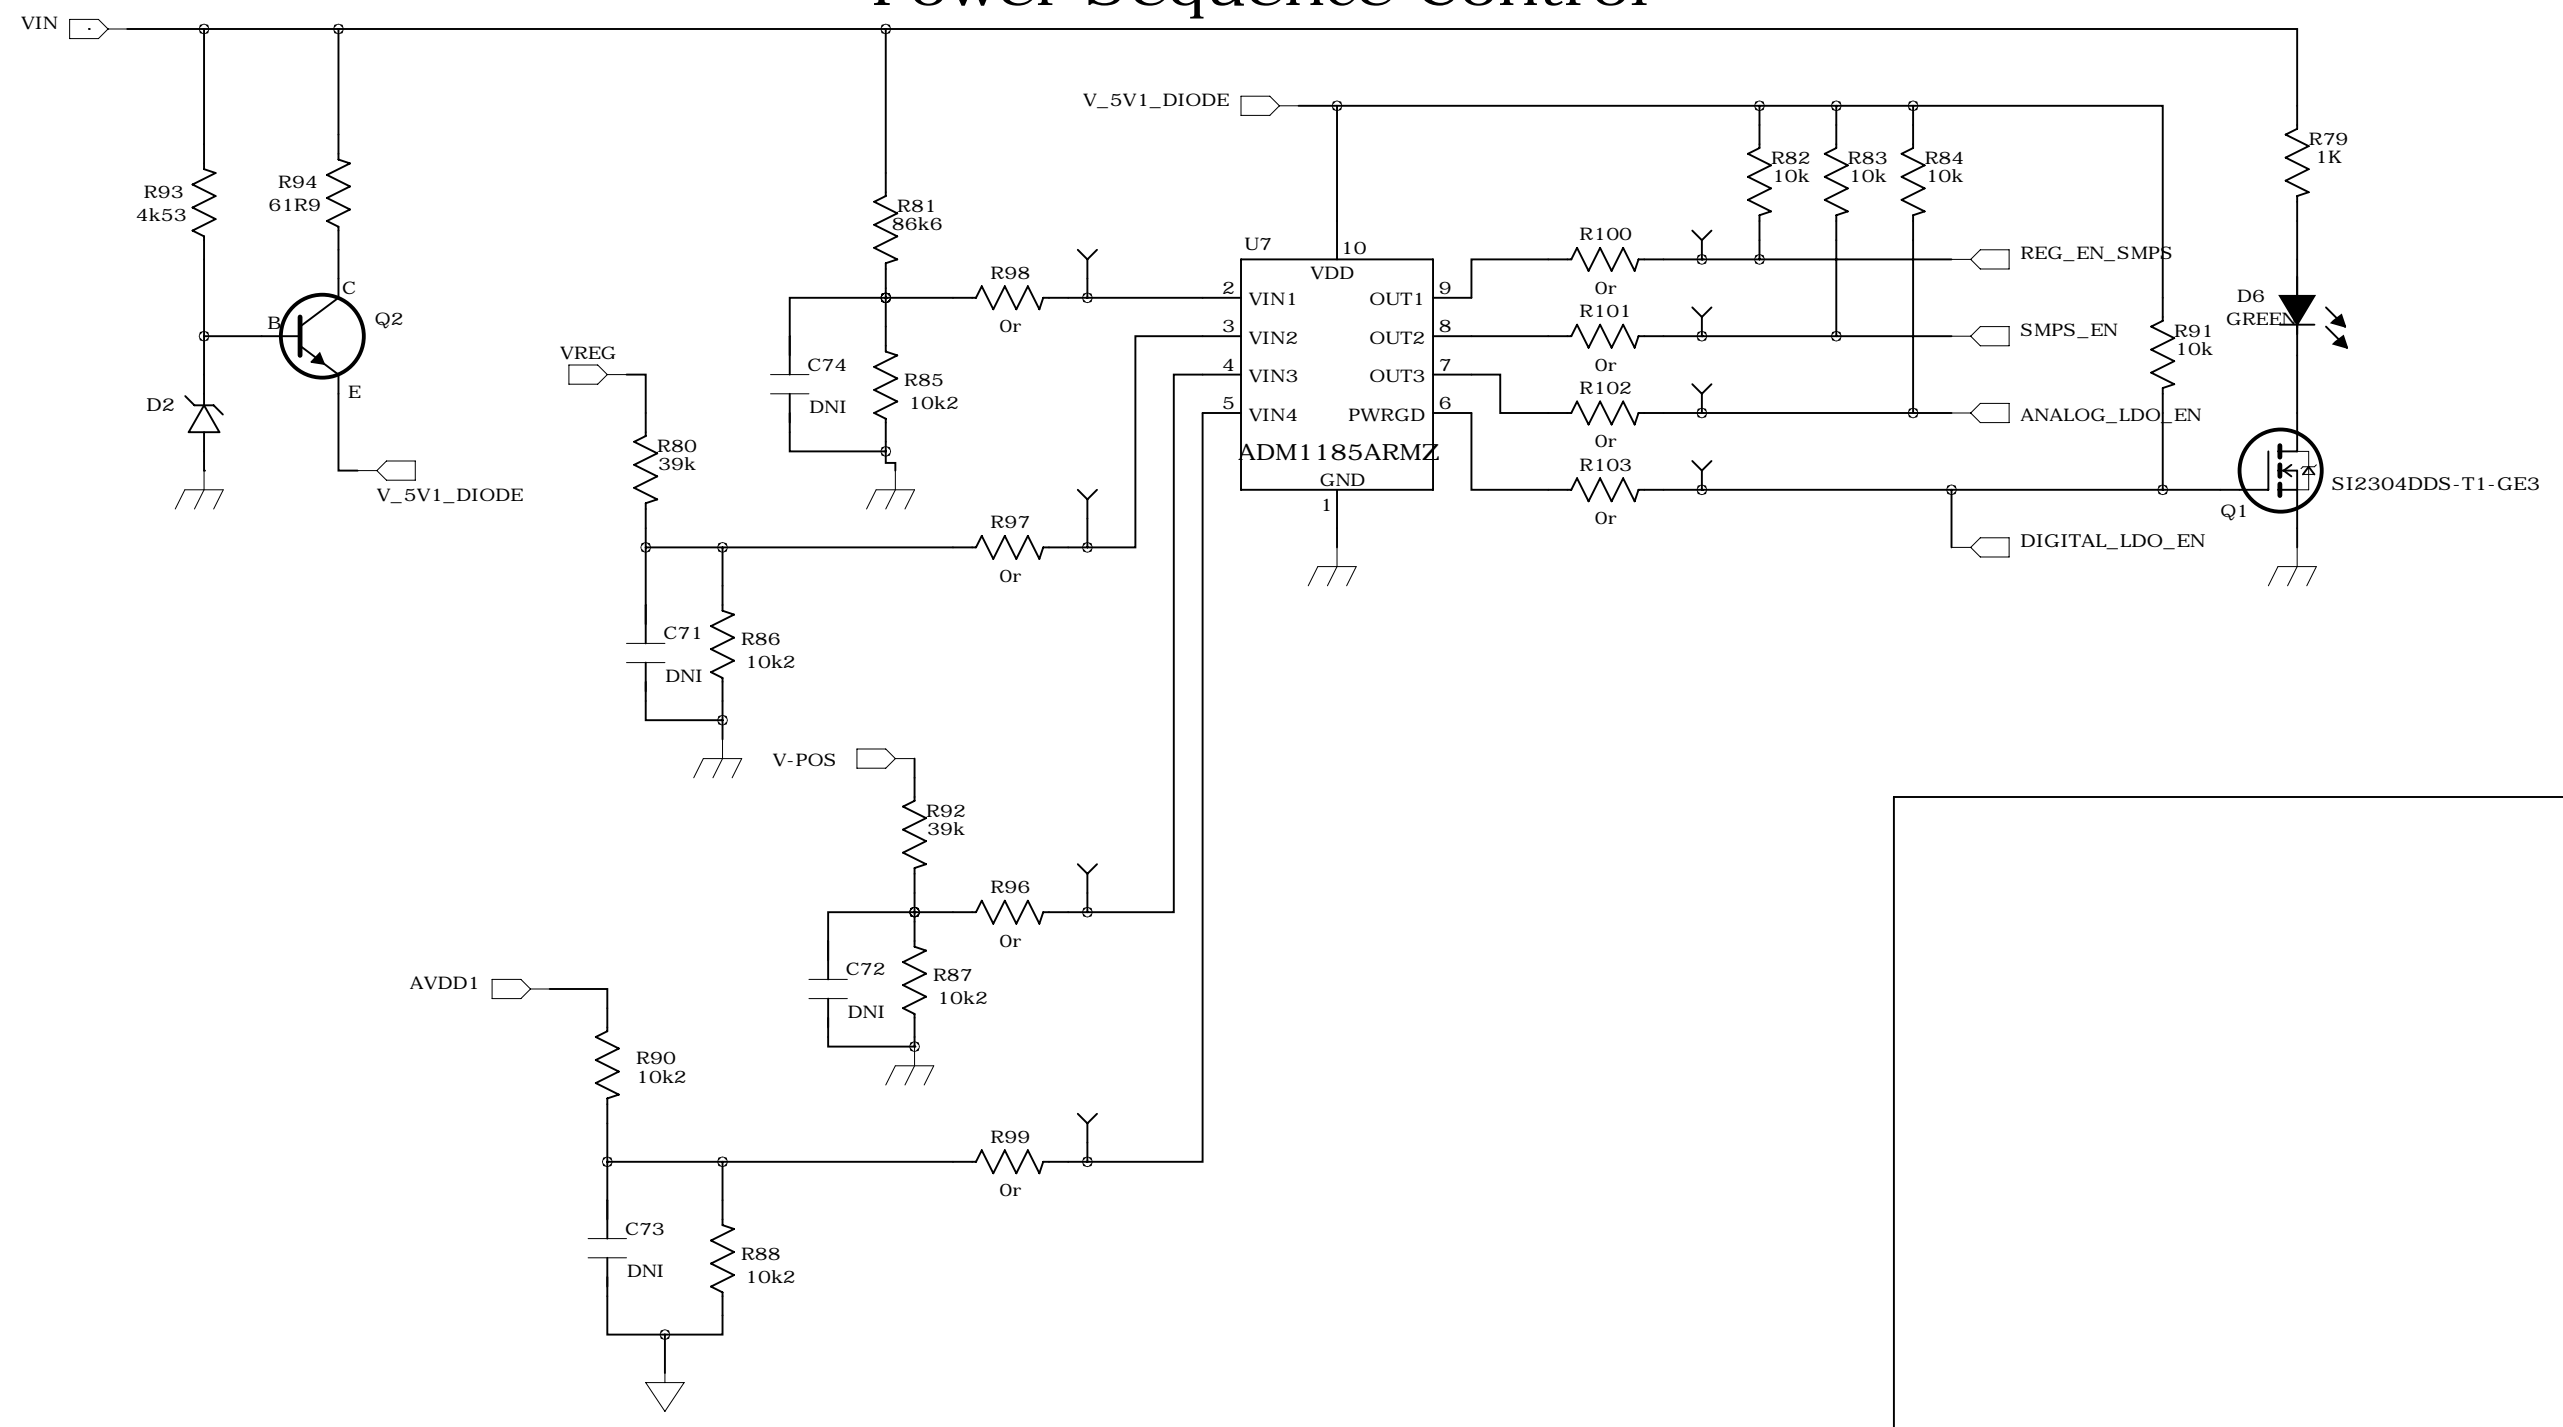 Power Sequence Control
VIN
V_5V1_DIODE
R93
4k53
R94
61R9
R81
86k6
R82
10k
R83
10k
R84
10k
R79
1K
C
B
Q2
E
D2
V_5V1_DIODE
VREG
R80
39k
C74
DNI
R85
10k2
R98
0r
U7
10
VDD
2
VIN1
3
VIN2
4
VIN3
5
VIN4
OUT1
9
OUT2
8
OUT3
7
PWRGD
6
ADM1185ARMZ
GND
1
R100
0r
R101
0r
R102
0r
R103
0r
REG_EN_SMPS
SMPS_EN
ANALOG_LDO_EN
DIGITAL_LDO_EN
R91
10k
D6
GREEN
SI2304DDS-T1-GE3
Q1
R97
0r
C71
DNI
R86
10k2
V-POS
R92
39k
R96
0r
C72
DNI
R87
10k2
AVDD1
R90
10k2
R99
0r
C73
DNI
R88
10k2